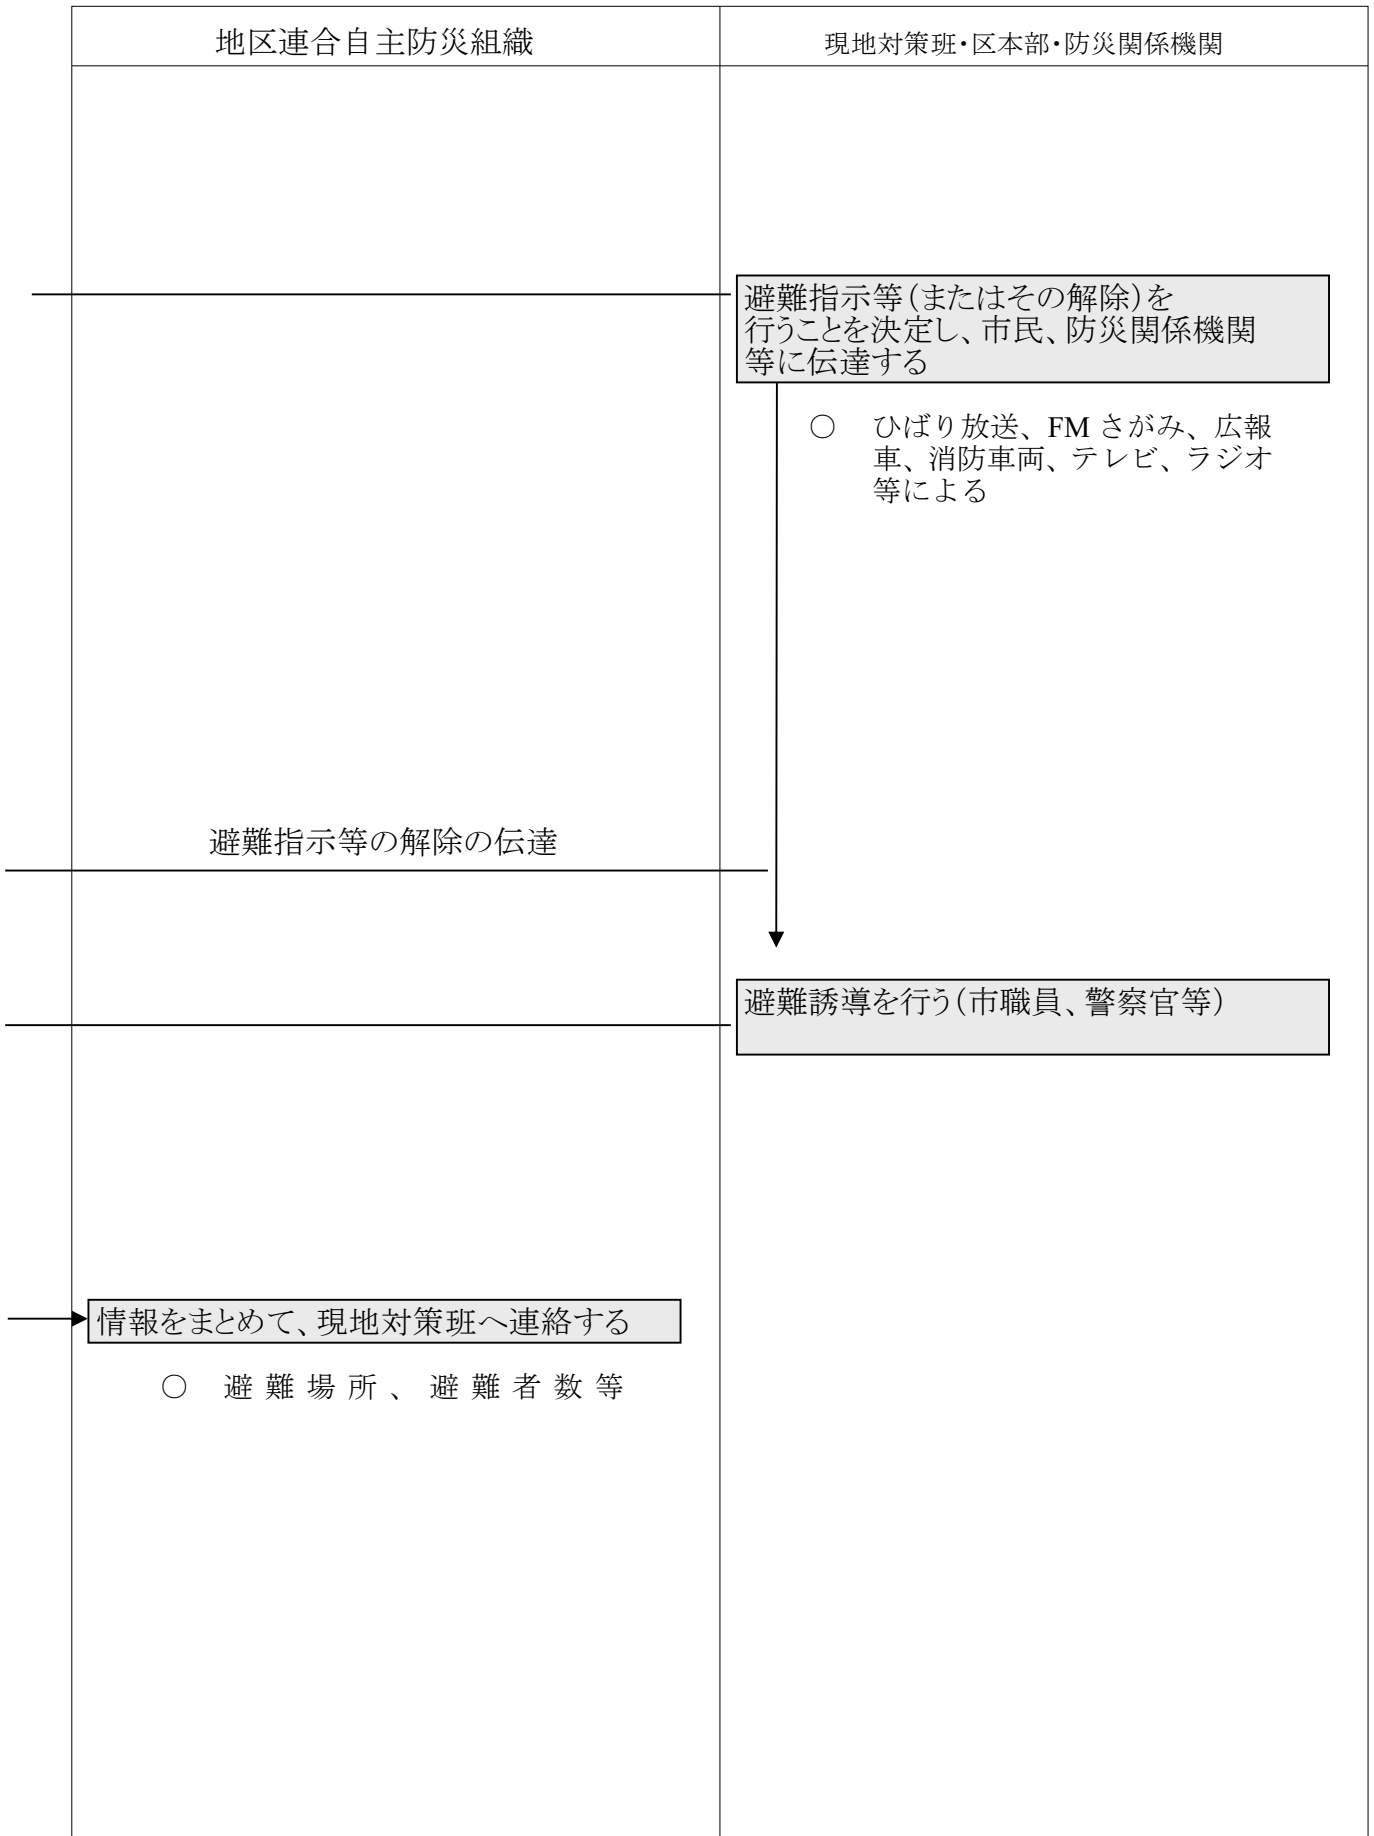 地区連合自主防災組織
現地対策班・区本部・防災関係機関
避難指示等（またはその解除）を
行うことを決定し、市民、防災関係機関
等に伝達する
○ ひばり放送、FM さがみ、広報
車、消防車両、テレビ、ラジオ
等による
避難指示等の解除の伝達
避難誘導を行う（市職員、警察官等）
情報をまとめて、現地対策班へ連絡する
○ 避難場所、避難者数等